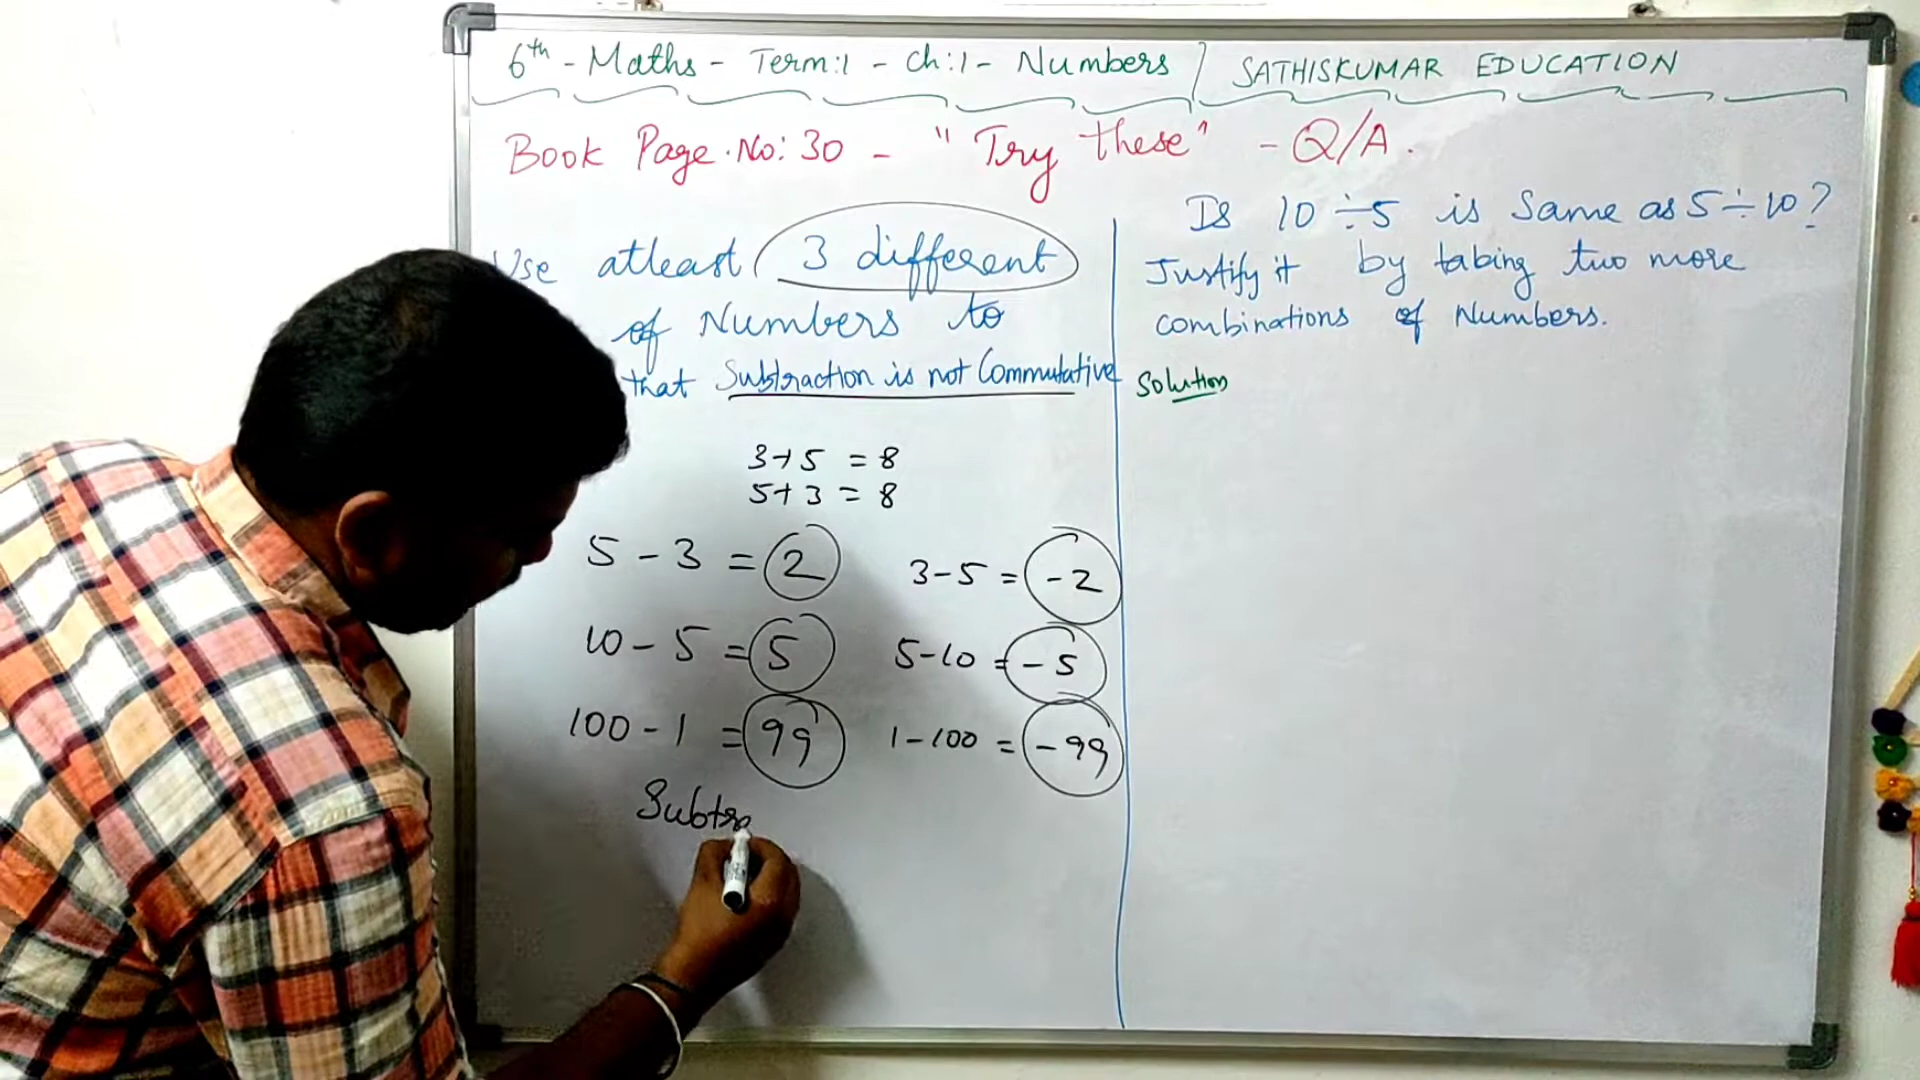 6th - Maths - Term:1 - Ch:1 - Numbers / SATHISKUMAR EDUCATION
Book Page.No: 30 - "Try these" - Q/A.
Use atleast 3 different
of Numbers to
that Subtraction is not Commutative
3+5 = 8
5+3 = 8
5 - 3 = 2 3-5 = -2
10 - 5 = 5 5-10 = -5
100 - 1 = 99 1-100 = -99
Subtra
Is 10 ÷ 5 is Same as 5 ÷ 10?
Justify it by taking two more
combinations of Numbers.
Solution